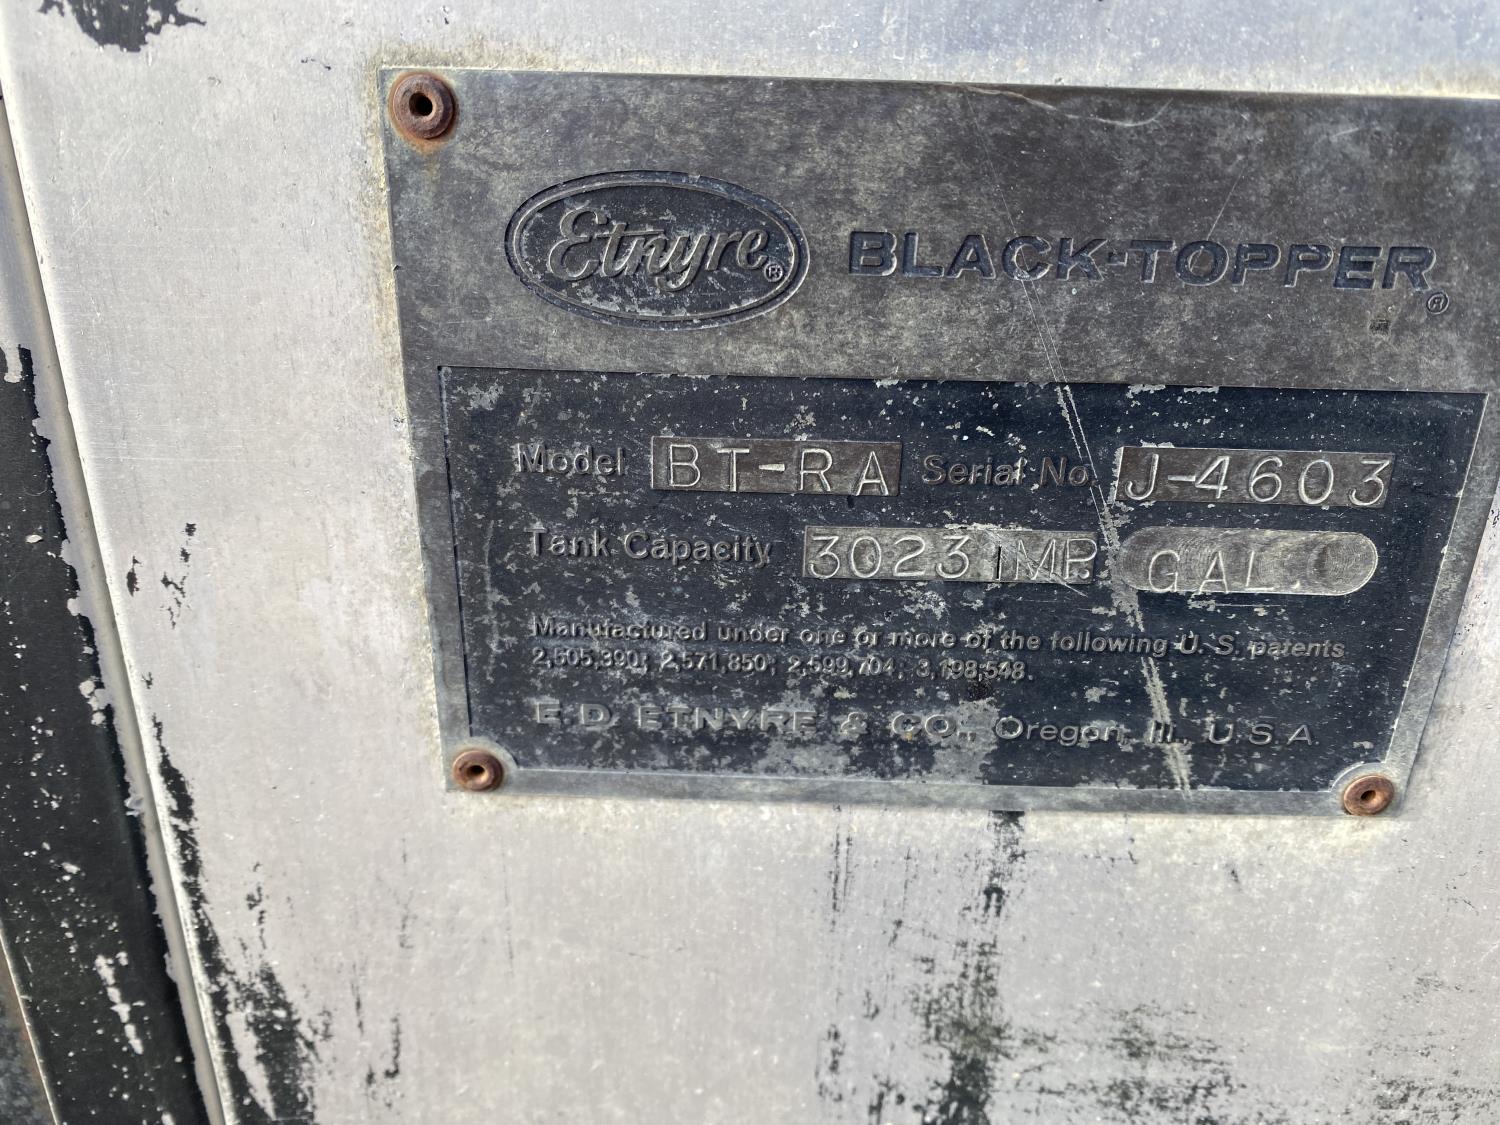 Etnyre® BLACK-TOPPER®
Model BT-RA Serial No. J-4603
Tank Capacity 3023 IMP. GAL.
Manufactured under one or more of the following U. S. patents
2,505,390; 2,571,850; 2,599,704; 3,198,548.
E. D. ETNYRE & CO., Oregon, Ill., U. S. A.